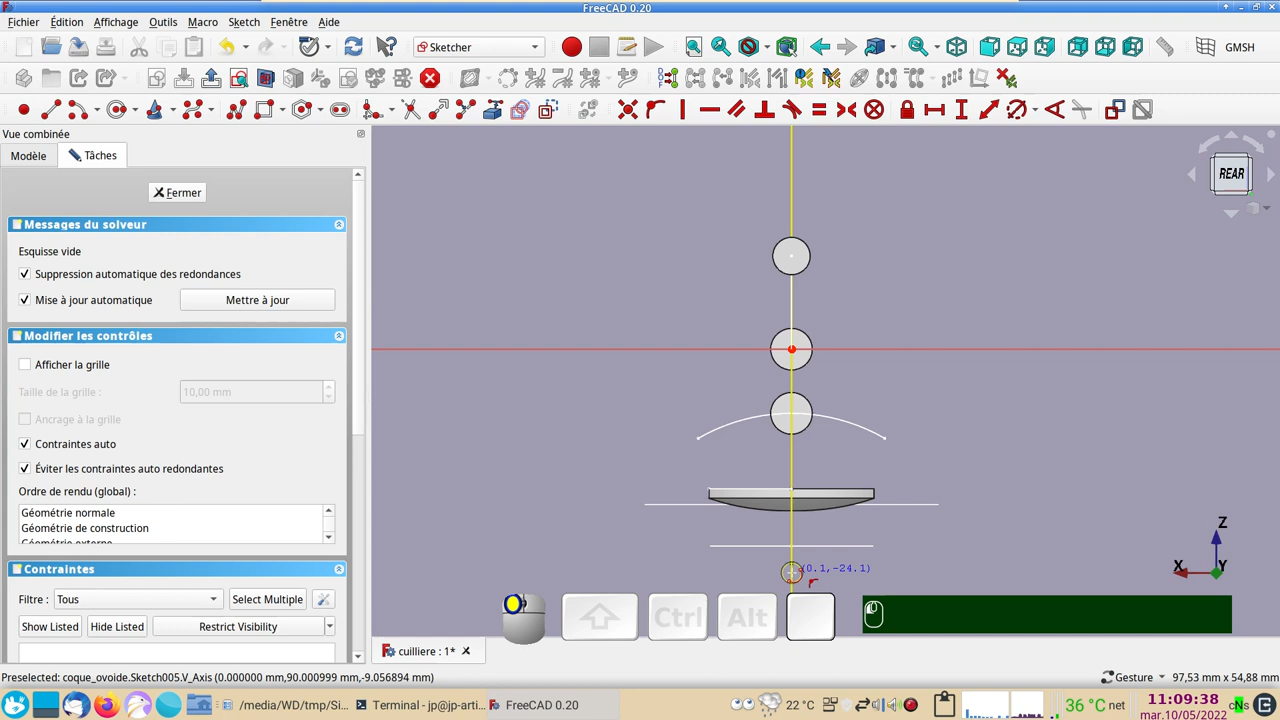 FreeCAD 0.20
Fichier Édition Affichage Outils Macro Sketch Fenêtre Aide
Sketcher
GMSH
Vue combinée
Modèle Tâches
Fermer
Messages du solveur
Esquisse vide
Suppression automatique des redondances
Mise à jour automatique Mettre à jour
Modifier les contrôles
Afficher la grille
Taille de la grille : 10,00 mm
Ancrage à la grille
Contraintes auto
Éviter les contraintes auto redondantes
Ordre de rendu (global) :
Géométrie normale
Géométrie de construction
Géométrie externe
Contraintes
Filtre : Tous Select Multiple
Show Listed Hide Listed Restrict Visibility
REAR
(0.1,-24.1)
Z
X Y
Ctrl Alt
cuilliere : 1*
Preselected: coque_ovoide.Sketch005.V_Axis (0.000000 mm,90.000999 mm,-9.056894 mm) Gesture 97,53 mm x 54,88 mm
/media/WD/tmp/Si... Terminal - jp@jp-arti... FreeCAD 0.20 22 °C 36 °C 11:09:38
mar.10/05/2022